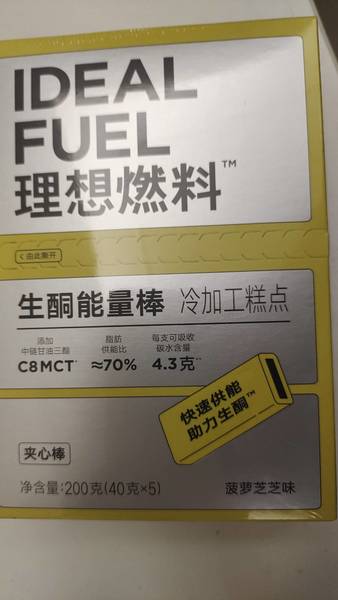 IDEAL
FUEL
理想燃料™
由此撕开
生酮能量棒 冷加工糕点
添加
中链甘油三酯
C8MCT*
脂肪
供能比
≈70%
每支可吸收
碳水含量
4.3克**
快速供能
助力生酮™
夹心棒
净含量:200克(40克×5)
菠萝芝芝味